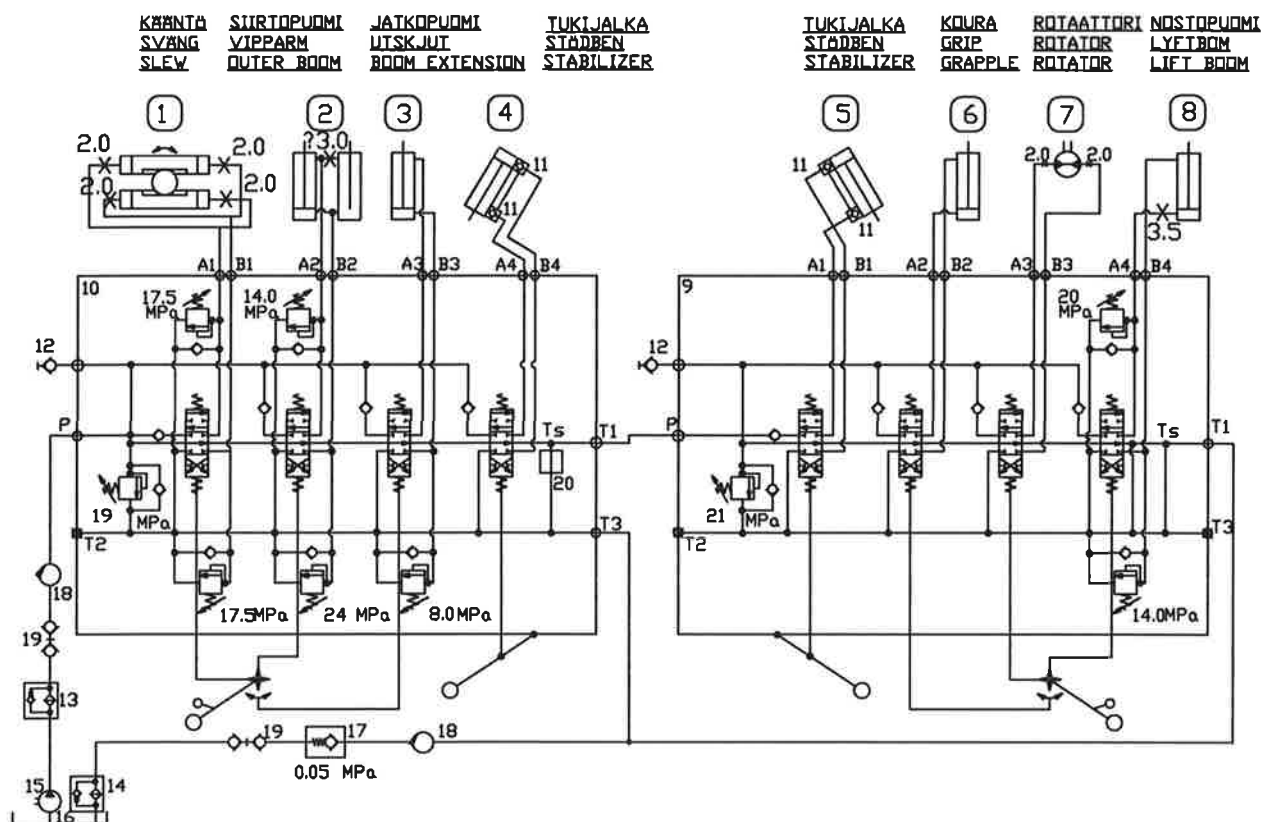 KÄÄNTÖ SIIRTOPUOMI JATKOPUOMI TUKIJALKA TUKIJALKA KOURA ROTAATTORI NOSTOPUOMI
SVÄNG VIPPARM UTSKJUT STÖDBEN STÖDBEN GRIP ROTATOR LYFTBOM
SLEW OUTER BOOM BOOM EXTENSION STABILIZER STABILIZER GRAPPLE ROTATOR LIFT BOOM
1 2 3 4 5 6 7 8
2.0 2.0 ?3.0 11 11 2.0 2.0
2.0 2.0
11 11 3.5
A1 B1 A2 B2 A3 B3 A4 B4 A1 B1 A2 B2 A3 B3 A4 B4
10 17.5 MPa 14.0 MPa 9 20 MPa
12 12
P Ts T1 P Ts T1
19 MPa 20 21
T2 T3 T2 T3
18 17.5MPa 24 MPa 8.0MPa 14.0MPa
19
13
19 17 18
0.05 MPa
15 14
16